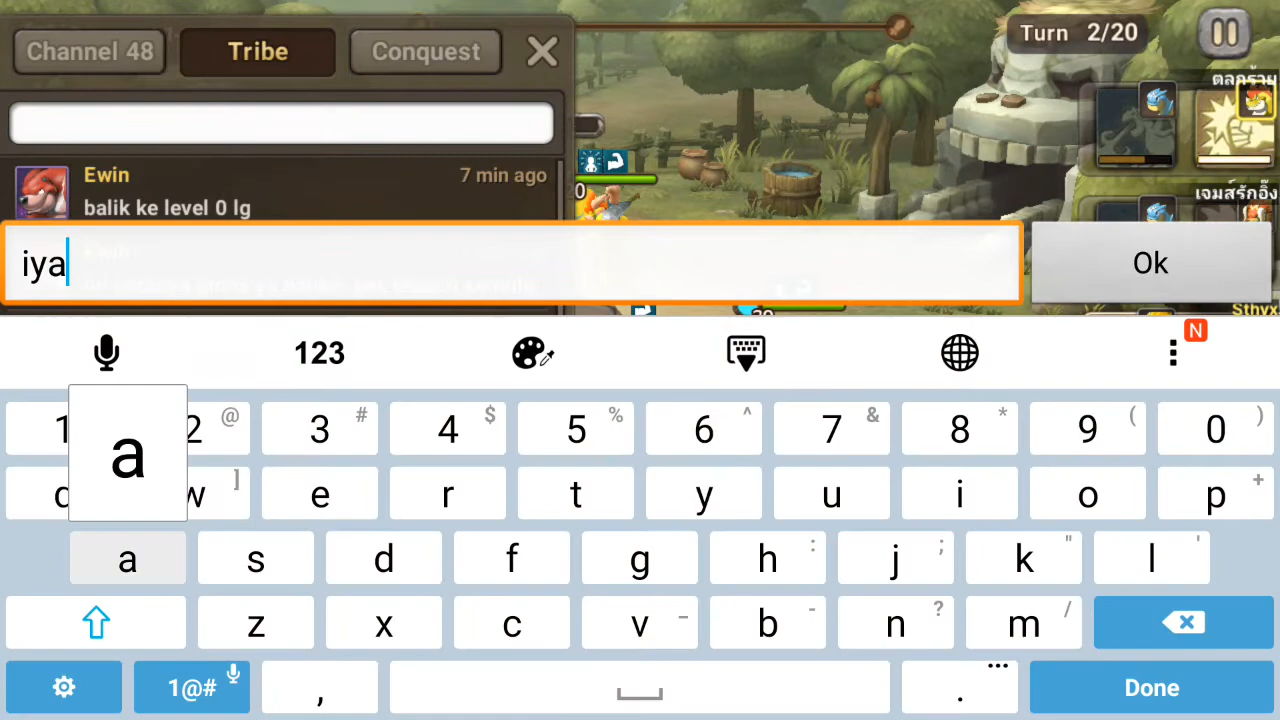 Channel 48 Tribe Conquest
Turn 2/20
ตลกร้าย
Ewin 7 min ago
balik ke level 0 lg
เจมส์รักอิ๊ง
iya
Ok
Sthyx
123
N
a
1 2 @ 3 # 4 $ 5 % 6 ^ 7 & 8 * 9 ( 0 )
w ] e r t y u i o p +
a s d f g h : j ; k " l '
z x c v _ b - n ? m /
1@# , . ... Done